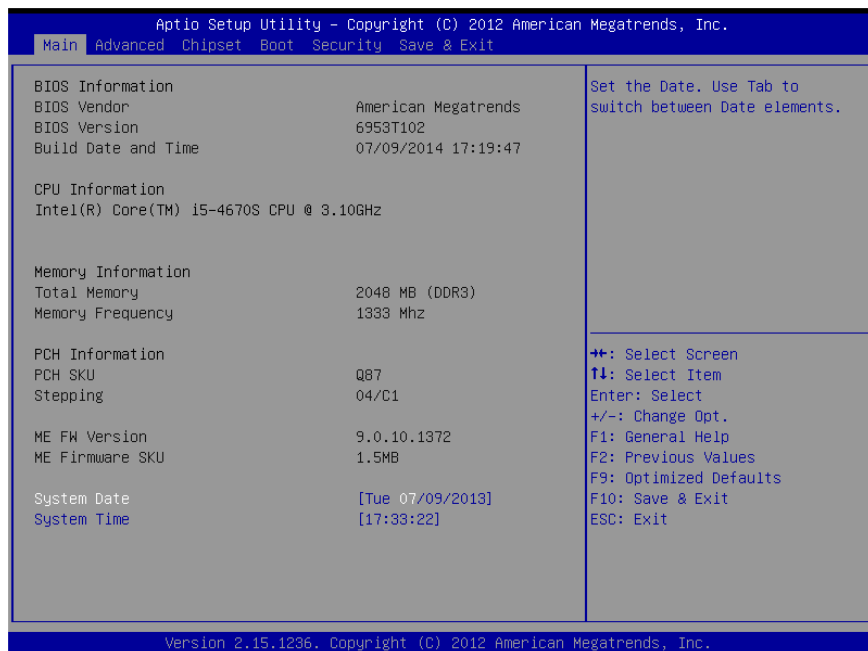 Aptio Setup Utility – Copyright (C) 2012 American Megatrends, Inc.
Main Advanced Chipset Boot Security Save & Exit
BIOS Information
BIOS Vendor American Megatrends
BIOS Version 6953T102
Build Date and Time 07/09/2014 17:19:47
CPU Information
Intel(R) Core(TM) i5-4670S CPU @ 3.10GHz
Memory Information
Total Memory 2048 MB (DDR3)
Memory Frequency 1333 Mhz
PCH Information
PCH SKU Q87
Stepping 04/C1
ME FW Version 9.0.10.1372
ME Firmware SKU 1.5MB
System Date [Tue 07/09/2013]
System Time [17:33:22]
Set the Date. Use Tab to
switch between Date elements.
→←: Select Screen
↑↓: Select Item
Enter: Select
+/-: Change Opt.
F1: General Help
F2: Previous Values
F9: Optimized Defaults
F10: Save & Exit
ESC: Exit
Version 2.15.1236. Copyright (C) 2012 American Megatrends, Inc.